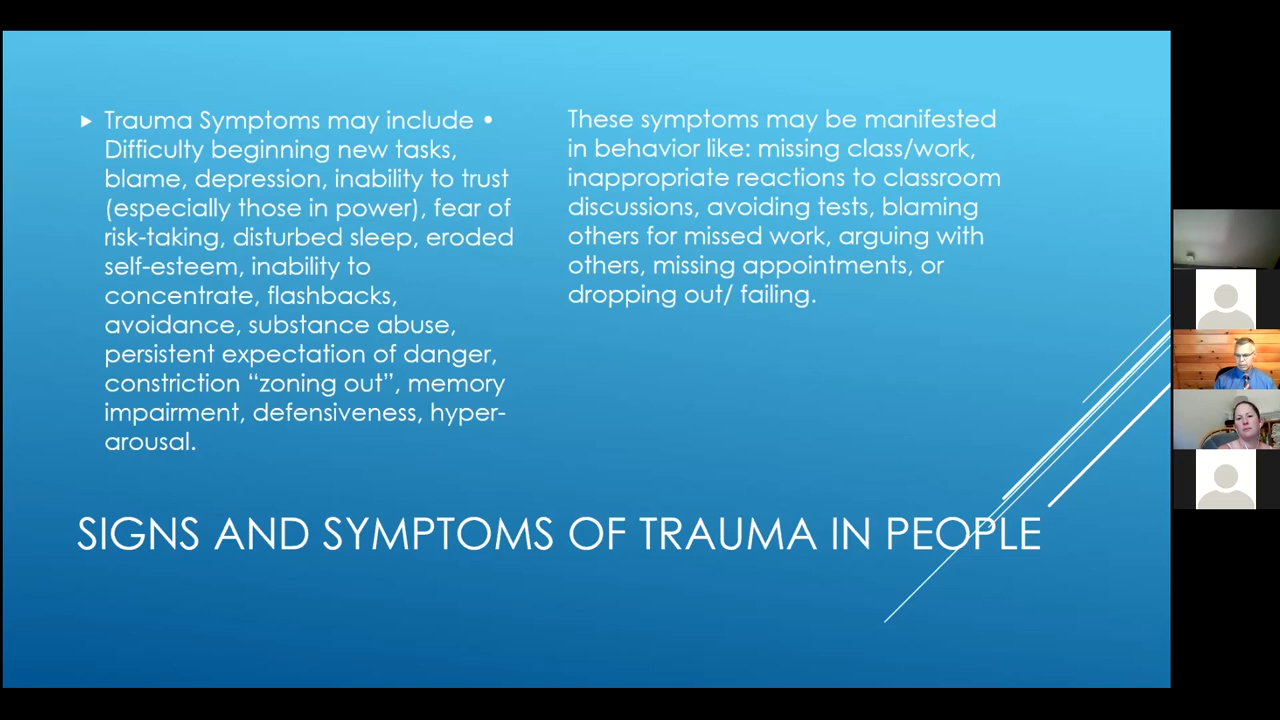 Trauma Symptoms may include •
Difficulty beginning new tasks,
blame, depression, inability to trust
(especially those in power), fear of
risk-taking, disturbed sleep, eroded
self-esteem, inability to
concentrate, flashbacks,
avoidance, substance abuse,
persistent expectation of danger,
constriction “zoning out”, memory
impairment, defensiveness, hyper-
arousal.
These symptoms may be manifested
in behavior like: missing class/work,
inappropriate reactions to classroom
discussions, avoiding tests, blaming
others for missed work, arguing with
others, missing appointments, or
dropping out/ failing.
SIGNS AND SYMPTOMS OF TRAUMA IN PEOPLE